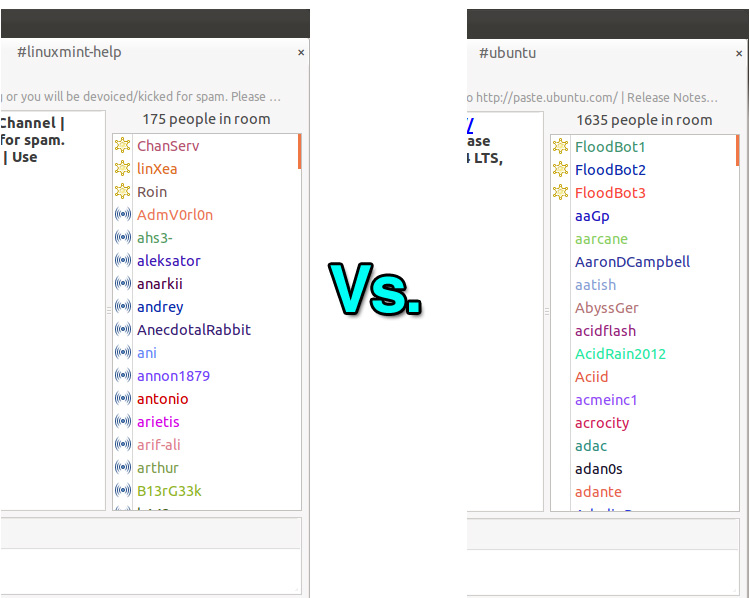 #linuxmint-help ×
or you will be devoiced/kicked for spam. Please ...
Channel |
for spam.
| Use
175 people in room
ChanServ
linXea
Roin
AdmV0rl0n
ahs3-
aleksator
anarkii
andrey
AnecdotalRabbit
ani
annon1879
antonio
arietis
arif-ali
arthur
B13rG33k
Vs.
#ubuntu ×
http://paste.ubuntu.com/ | Release Notes...
/
ase
LTS,
1635 people in room
FloodBot1
FloodBot2
FloodBot3
aaGp
aarcane
AaronDCampbell
aatish
AbyssGer
acidflash
AcidRain2012
Aciid
acmeinc1
acrocity
adac
adan0s
adante